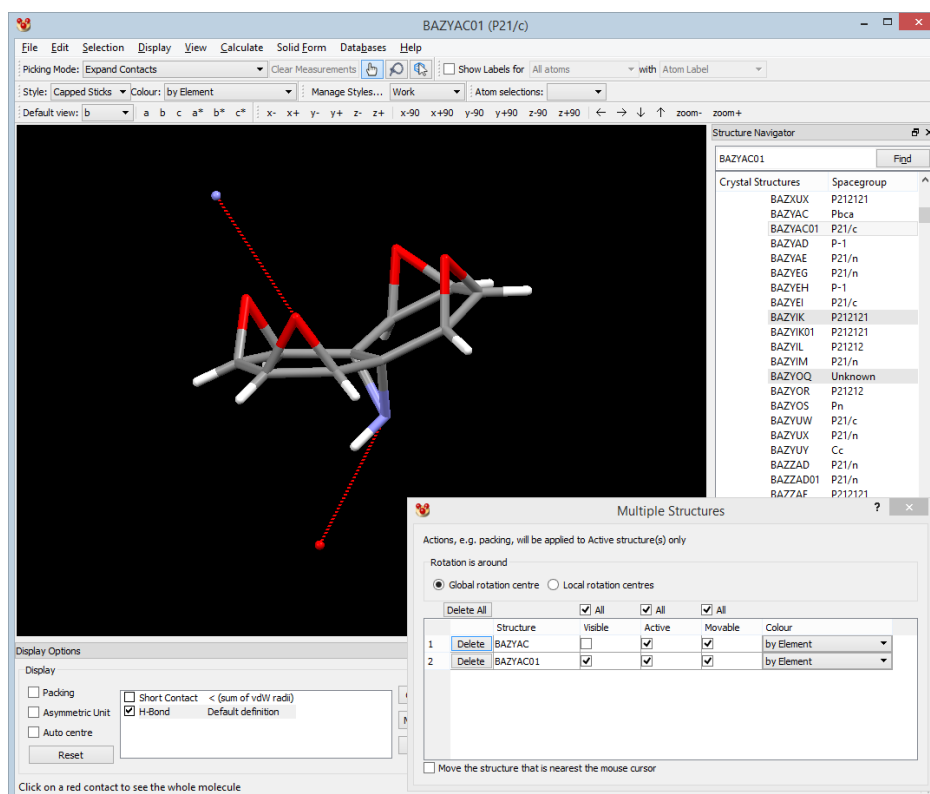 BAZYAC01 (P21/c)
File Edit Selection Display View Calculate Solid Form Databases Help
Picking Mode: Expand Contacts Clear Measurements Show Labels for All atoms with Atom Label
Style: Capped Sticks Colour: by Element Manage Styles... Work Atom selections:
Default view: b a b c a* b* c* x- x+ y- y+ z- z+ x-90 x+90 y-90 y+90 z-90 z+90 ← → ↓ ↑ zoom- zoom+
Structure Navigator
BAZYAC01 Find
Crystal Structures Spacegroup
BAZXUX P212121
BAZYAC Pbca
BAZYAC01 P21/c
BAZYAD P-1
BAZYAE P21/n
BAZYEG P21/n
BAZYEH P-1
BAZYEI P21/c
BAZYIK P212121
BAZYIK01 P212121
BAZYIL P21212
BAZYIM P21/n
BAZYOQ Unknown
BAZYOR P21212
BAZYOS Pn
BAZYUW P21/c
BAZYUX P21/n
BAZYUY Cc
BAZZAD P21/n
BAZZAD01 P21/n
BAZZAE P212121
Multiple Structures ?
Actions, e.g. packing, will be applied to Active structure(s) only
Rotation is around
Global rotation centre Local rotation centres
Delete All All All All
Structure Visible Active Movable Colour
1 Delete BAZYAC by Element
2 Delete BAZYAC01 by Element
Move the structure that is nearest the mouse cursor
Display Options
Display
Packing
Asymmetric Unit
Auto centre
Reset
Short Contact < (sum of vdW radii)
H-Bond Default definition
Click on a red contact to see the whole molecule